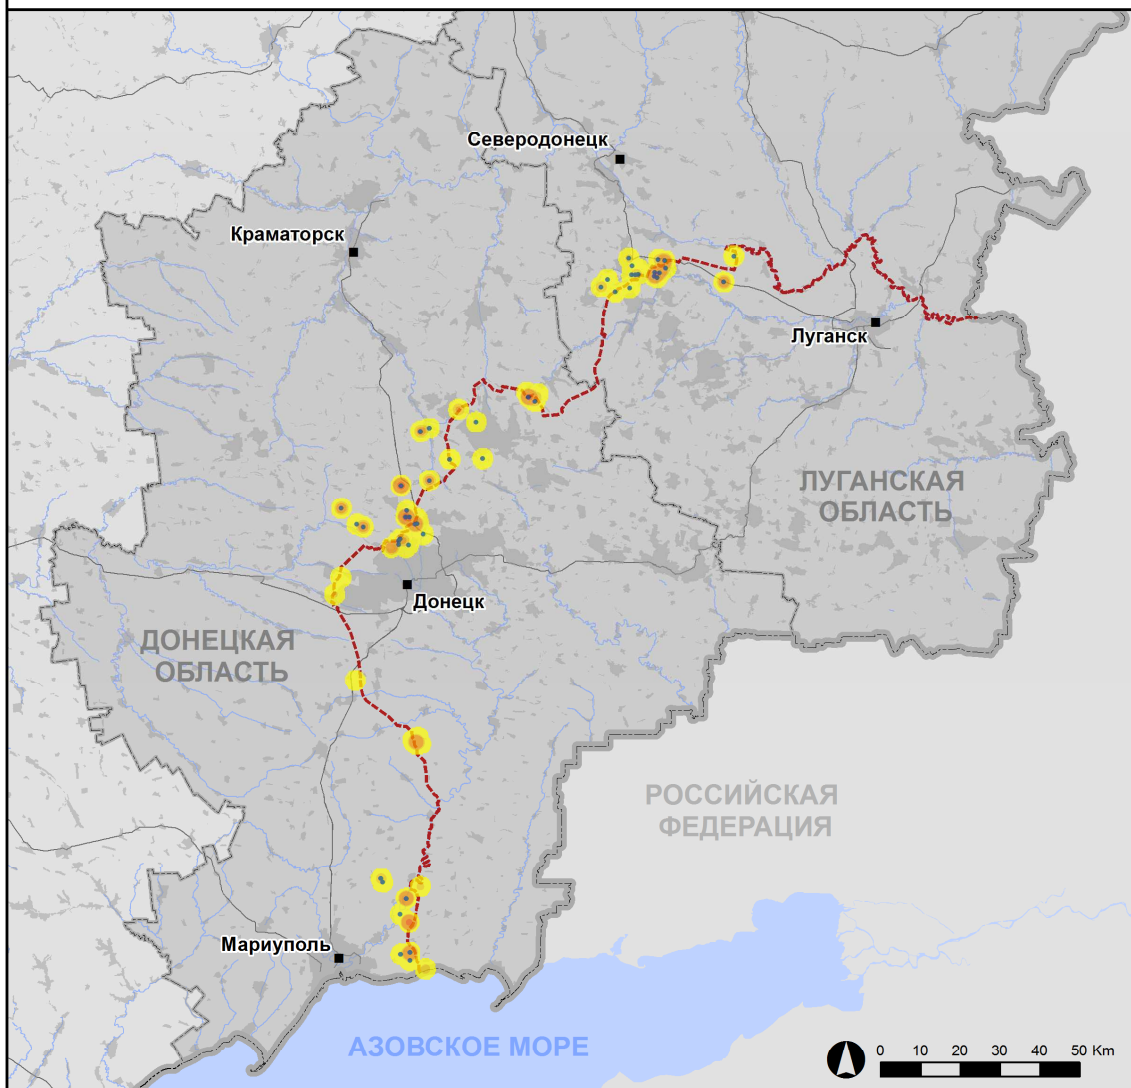 Северодонецк
Краматорск
Луганск
ЛУГАНСКАЯ
ОБЛАСТЬ
Донецк
ДОНЕЦКАЯ
ОБЛАСТЬ
РОССИЙСКАЯ
ФЕДЕРАЦИЯ
Мариуполь
АЗОВСКОЕ МОРЕ
0 10 20 30 40 50 Km